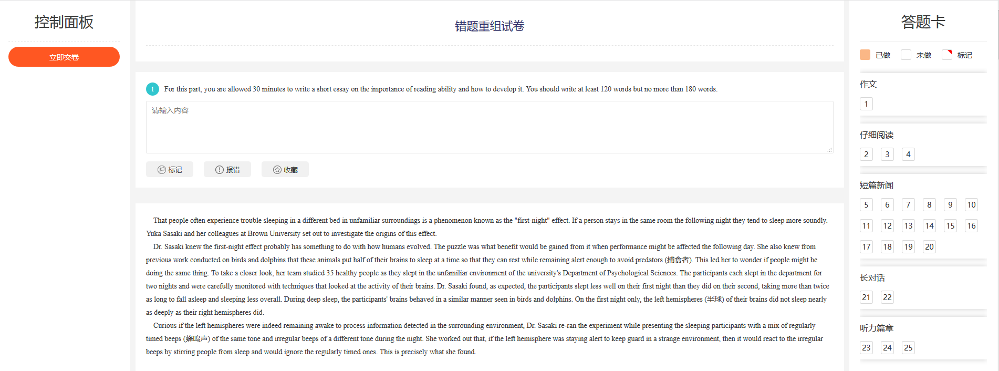 控制面板
立即交卷
错题重组试卷
1 For this part, you are allowed 30 minutes to write a short essay on the importance of reading ability and how to develop it. You should write at least 120 words but no more than 180 words.
请输入内容
标记 报错 收藏
That people often experience trouble sleeping in a different bed in unfamiliar surroundings is a phenomenon known as the "first-night" effect. If a person stays in the same room the following night they tend to sleep more soundly.
Yuka Sasaki and her colleagues at Brown University set out to investigate the origins of this effect.
Dr. Sasaki knew the first-night effect probably has something to do with how humans evolved. The puzzle was what benefit would be gained from it when performance might be affected the following day. She also knew from
previous work conducted on birds and dolphins that these animals put half of their brains to sleep at a time so that they can rest while remaining alert enough to avoid predators (捕食者). This led her to wonder if people might be
doing the same thing. To take a closer look, her team studied 35 healthy people as they slept in the unfamiliar environment of the university's Department of Psychological Sciences. The participants each slept in the department for
two nights and were carefully monitored with techniques that looked at the activity of their brains. Dr. Sasaki found, as expected, the participants slept less well on their first night than they did on their second, taking more than twice
as long to fall asleep and sleeping less overall. During deep sleep, the participants' brains behaved in a similar manner seen in birds and dolphins. On the first night only, the left hemispheres (半球) of their brains did not sleep nearly
as deeply as their right hemispheres did.
Curious if the left hemispheres were indeed remaining awake to process information detected in the surrounding environment, Dr. Sasaki re-ran the experiment while presenting the sleeping participants with a mix of regularly
timed beeps (蜂鸣声) of the same tone and irregular beeps of a different tone during the night. She worked out that, if the left hemisphere was staying alert to keep guard in a strange environment, then it would react to the irregular
beeps by stirring people from sleep and would ignore the regularly timed ones. This is precisely what she found.
答题卡
已做 未做 标记
作文
1
仔细阅读
2 3 4
短篇新闻
5 6 7 8 9 10
11 12 13 14 15 16
17 18 19 20
长对话
21 22
听力篇章
23 24 25